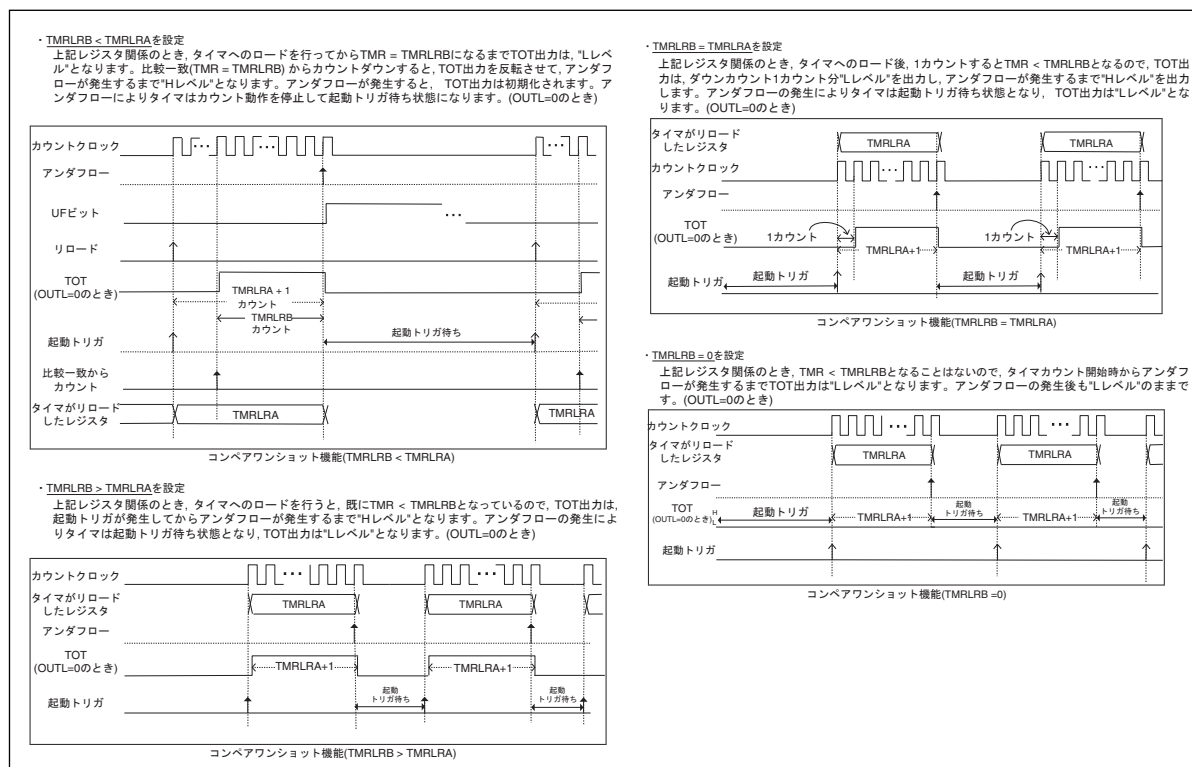 ・TMRLRB < TMRLRAを設定
上記レジスタ関係のとき, タイマへのロードを行ってからTMR = TMRLRBになるまでTOT出力は, "Lレベ
ル"となります。比較一致(TMR = TMRLRB) からカウントダウンすると, TOT出力を反転させて, アンダフ
ローが発生するまで"Hレベル"となります。アンダフローが発生すると, TOT出力は初期化されます。ア
ンダフローによりタイマはカウント動作を停止して起動トリガ待ち状態になります。(OUTL=0のとき)
カウントクロック
アンダフロー
UFビット
リロード
TOT
(OUTL=0のとき)
TMRLRA + 1
カウント
TMRLRB
カウント
起動トリガ
起動トリガ待ち
比較一致から
カウント
タイマがリロード
したレジスタ
TMRLRA
TMRLRA
コンペアワンショット機能(TMRLRB < TMRLRA)
・TMRLRB > TMRLRAを設定
上記レジスタ関係のとき, タイマへのロードを行うと, 既にTMR < TMRLRBとなっているので, TOT出力は,
起動トリガが発生してからアンダフローが発生するまで"Hレベル"となります。アンダフローの発生によ
りタイマは起動トリガ待ち状態となり, TOT出力は"Lレベル"となります。(OUTL=0のとき)
カウントクロック
タイマがリロード
したレジスタ
TMRLRA
TMRLRA
アンダフロー
TOT
(OUTL=0のとき)
TMRLRA+1
TMRLRA+1
起動トリガ
起動
トリガ待ち
起動
トリガ待ち
コンペアワンショット機能(TMRLRB > TMRLRA)
・TMRLRB = TMRLRAを設定
上記レジスタ関係のとき, タイマへのロード後, 1カウントするとTMR < TMRLRBとなるので, TOT出
力は, ダウンカウント1カウント分"Lレベル"を出力し, アンダフローが発生するまで"Hレベル"を出力
します。アンダフローの発生によりタイマは起動トリガ待ち状態となり, TOT出力は"Lレベル"とな
ります。(OUTL=0のとき)
タイマがリロード
したレジスタ
TMRLRA
TMRLRA
カウントクロック
アンダフロー
TOT
(OUTL=0のとき)
1カウント
TMRLRA+1
1カウント
TMRLRA+1
起動トリガ
起動トリガ
起動トリガ
コンペアワンショット機能(TMRLRB = TMRLRA)
・TMRLRB = 0を設定
上記レジスタ関係のとき, TMR < TMRLRBとなることはないので, タイマカウント開始時からアンダフ
ローが発生するまでTOT出力は"Lレベル"となります。アンダフローの発生後も"Lレベル"のままで
す。(OUTL=0のとき)
カウントクロック
タイマがリロード
したレジスタ
TMRLRA
TMRLRA
アンダフロー
TOT
(OUTL=0のとき)
H
L
起動トリガ
TMRLRA+1
起動
トリガ待ち
TMRLRA+1
起動
トリガ待ち
起動トリガ
コンペアワンショット機能(TMRLRB =0)